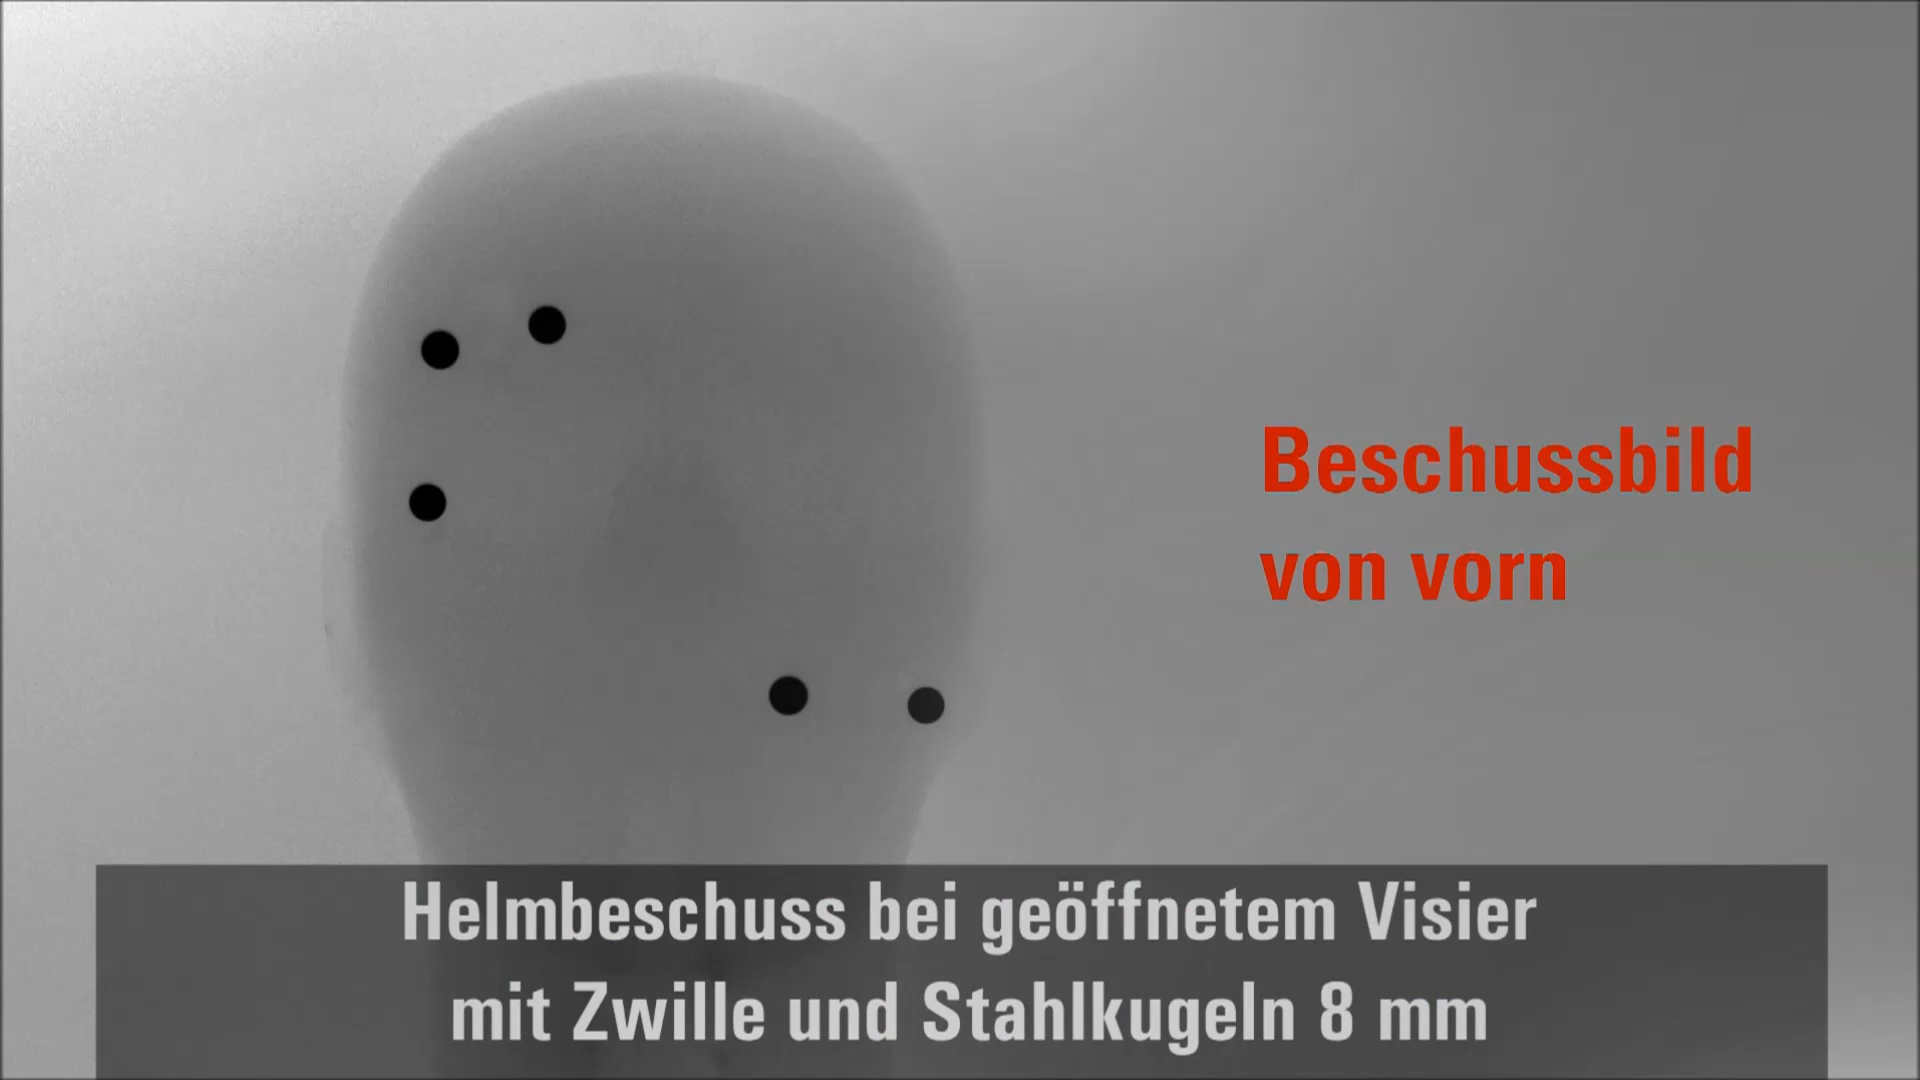 Beschussbild
von vorn
Helmbeschuss bei geöffnetem Visier
mit Zwille und Stahlkugeln 8 mm